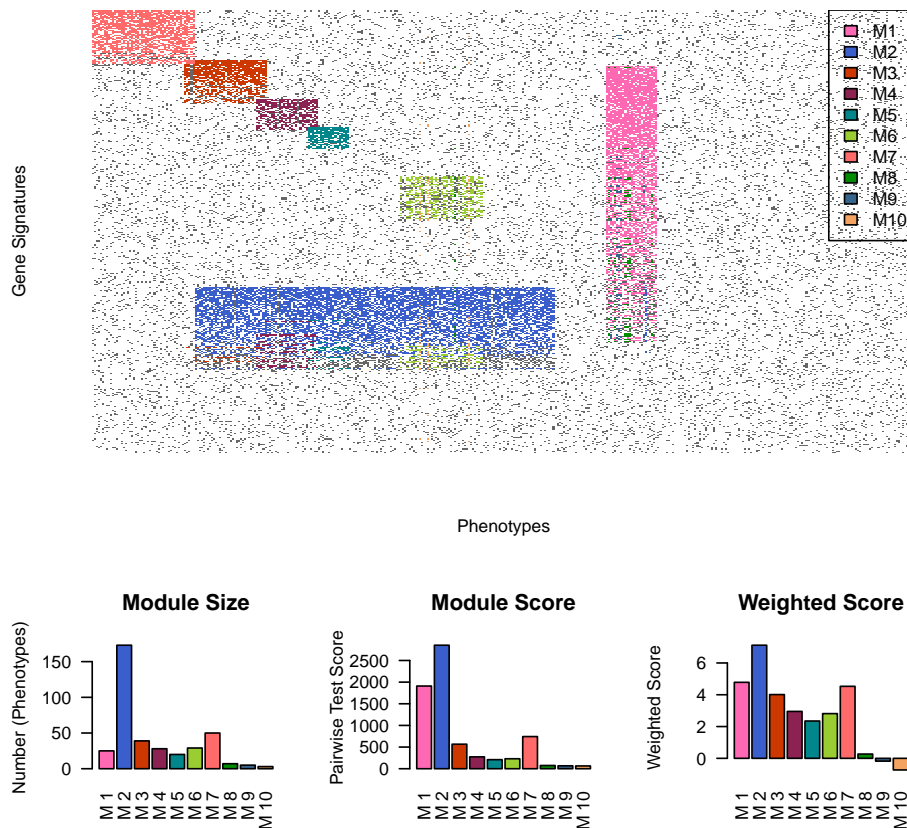 M1
M2
M3
M4
M5
M6
M7
M8
M9
M10
Gene Signatures
Phenotypes
Module Size
Number (Phenotypes)
150
100
50
0
M 1
M 2
M 3
M 4
M 5
M 6
M 7
M 8
M 9
M 10
Module Score
Pairwise Test Score
2500
2000
1500
1000
500
0
M 1
M 2
M 3
M 4
M 5
M 6
M 7
M 8
M 9
M 10
Weighted Score
Weighted Score
6
4
2
0
M 1
M 2
M 3
M 4
M 5
M 6
M 7
M 8
M 9
M 10